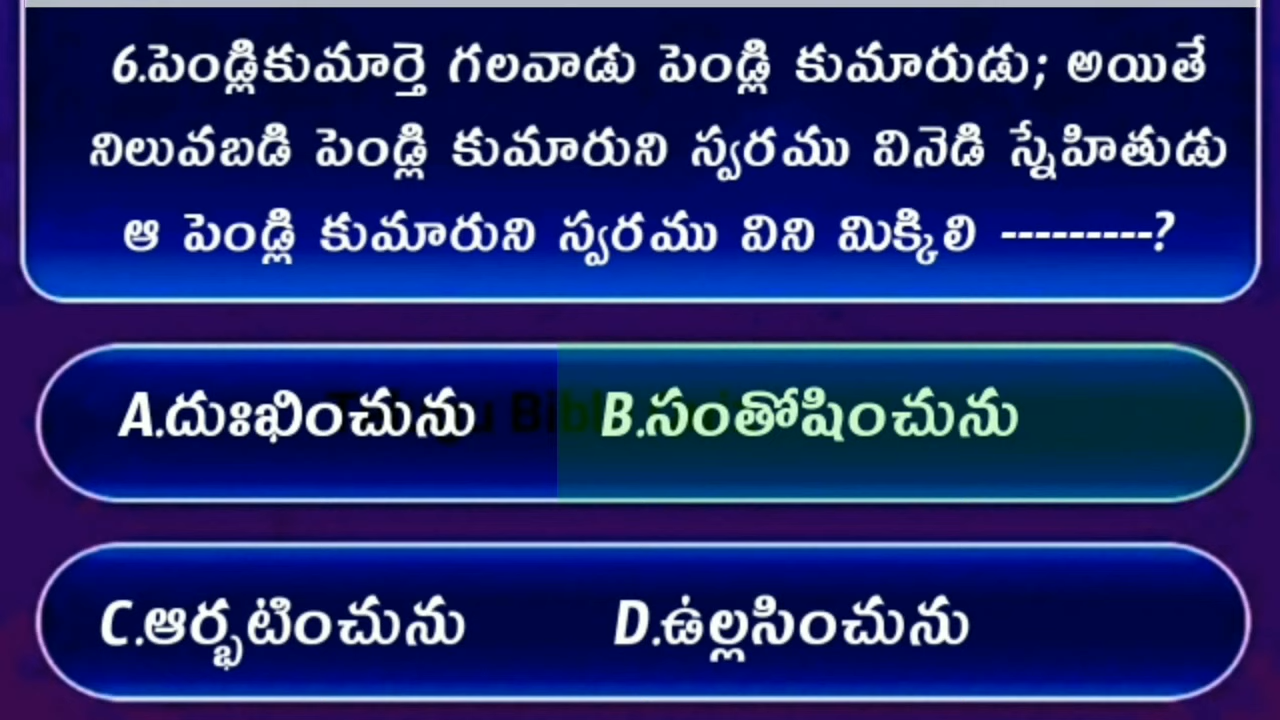 6.పెండ్లికుమార్తె గలవాడు పెండ్లి కుమారుడు; అయితే
నిలువబడి పెండ్లి కుమారుని స్వరము వినెడి స్నేహితుడు
ఆ పెండ్లి కుమారుని స్వరము విని మిక్కిలి ---------?
A.దుఃఖించును B.సంతోషించును
C.ఆర్భటించును D.ఉల్లసించును